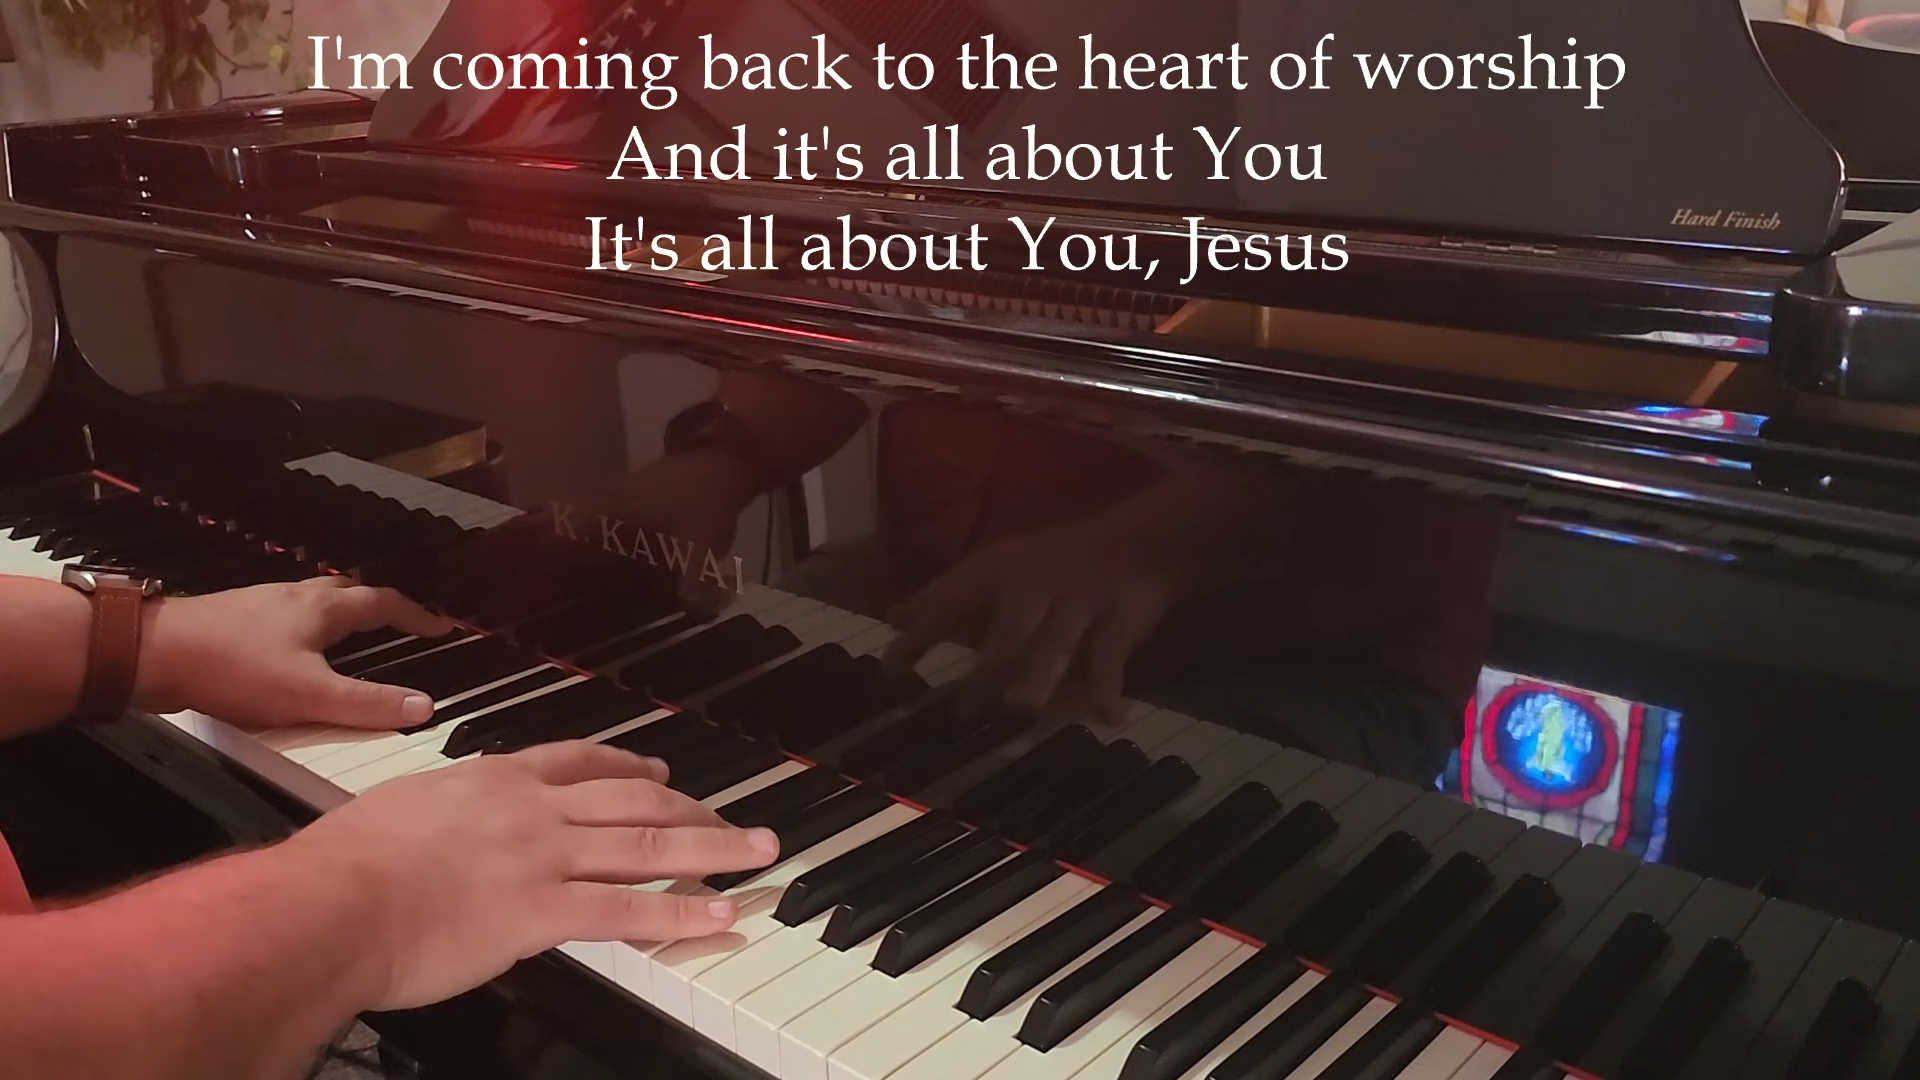 I'm coming back to the heart of worship
And it's all about You
It's all about You, Jesus
Hard Finish
K. KAWAI